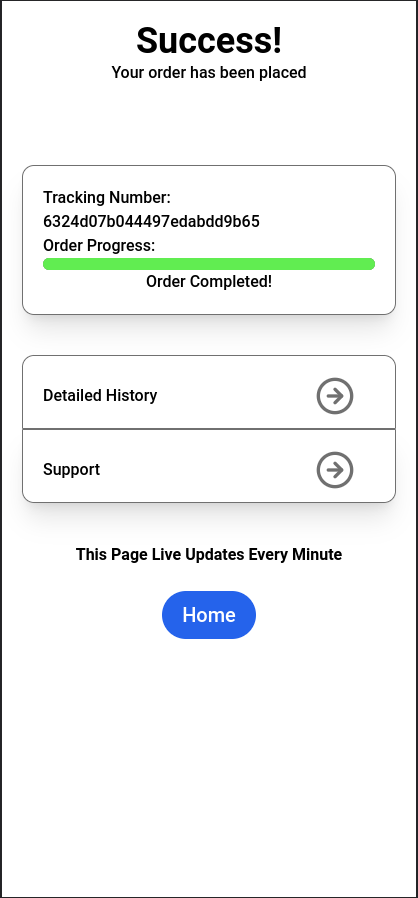 Success!
Your order has been placed
Tracking Number:
6324d07b044497edabdd9b65
Order Progress:
Order Completed!
Detailed History
Support
This Page Live Updates Every Minute
Home